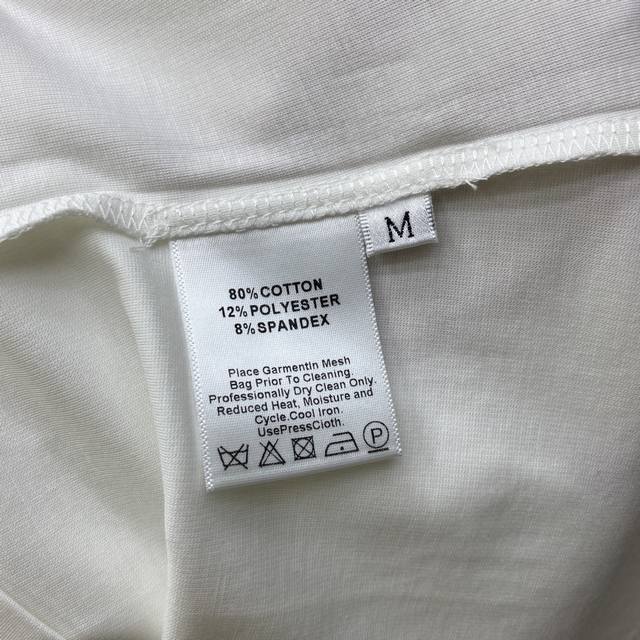 M
80%COTTON
12%POLYESTER
8%SPANDEX
Place GarmentIn Mesh
Bag Prior To Cleaning.
Professionally Dry Clean Only.
Reduced Heat, Moisture and
Cycle.Cool Iron.
UsePressCloth.
P